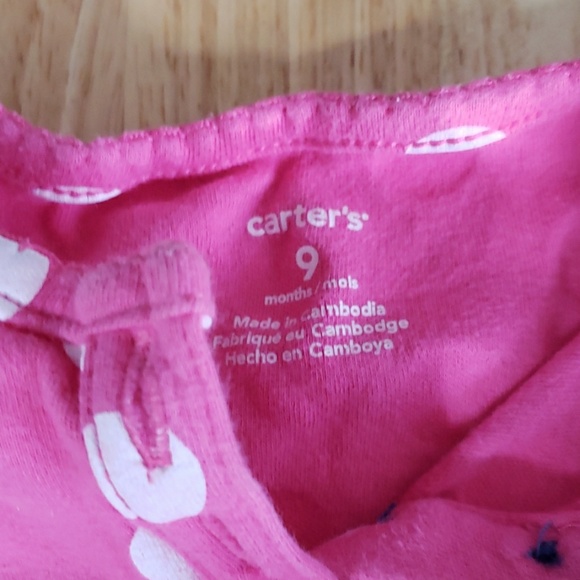 carter's
9
months / mois
Made in Cambodia
Fabriqué au Cambodge
Hecho en Camboya